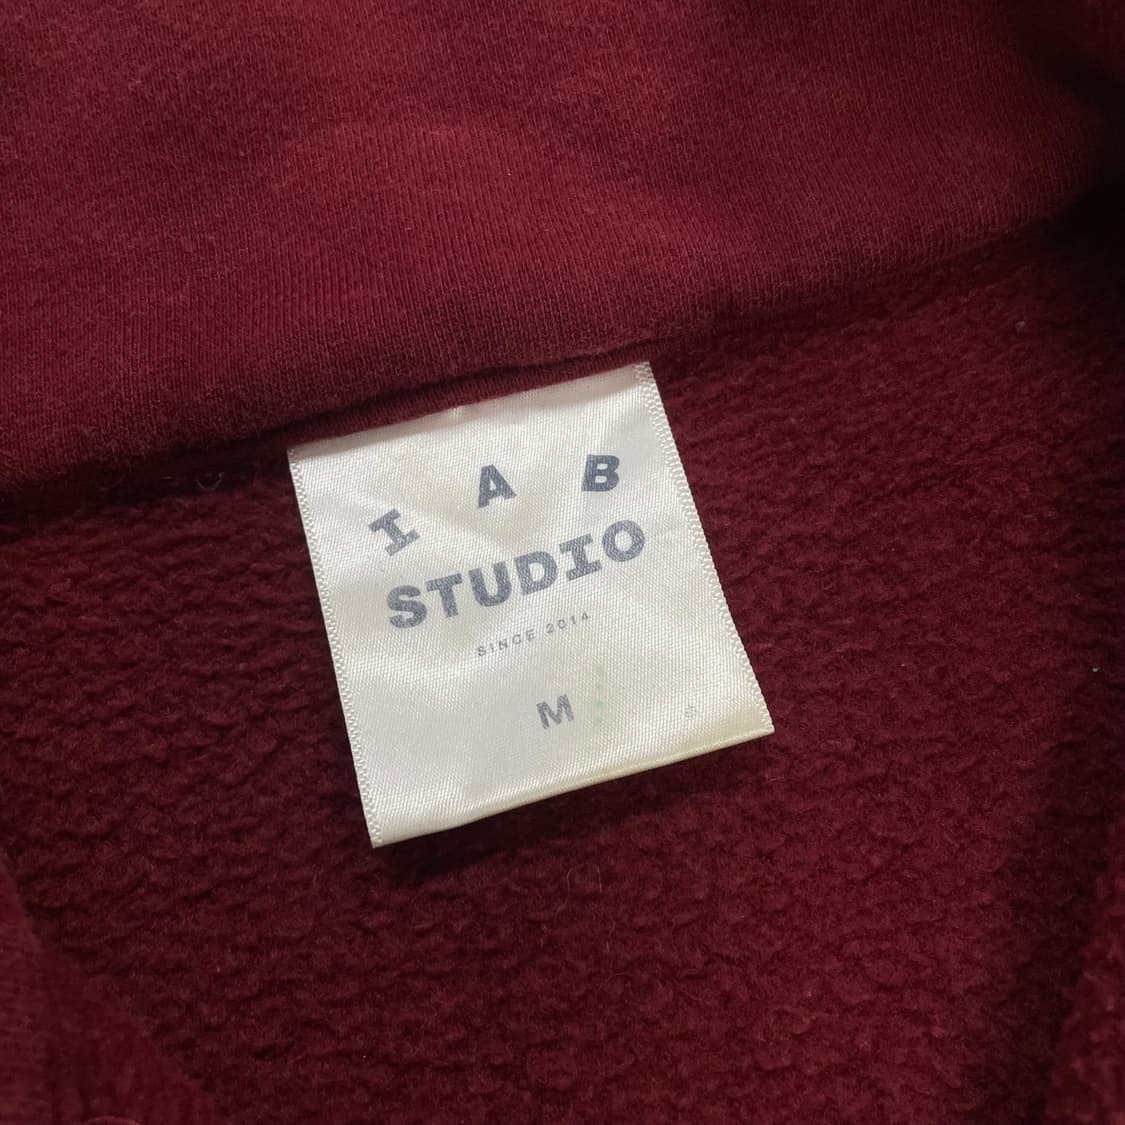 I A B
STUDIO
SINCE 2014
M